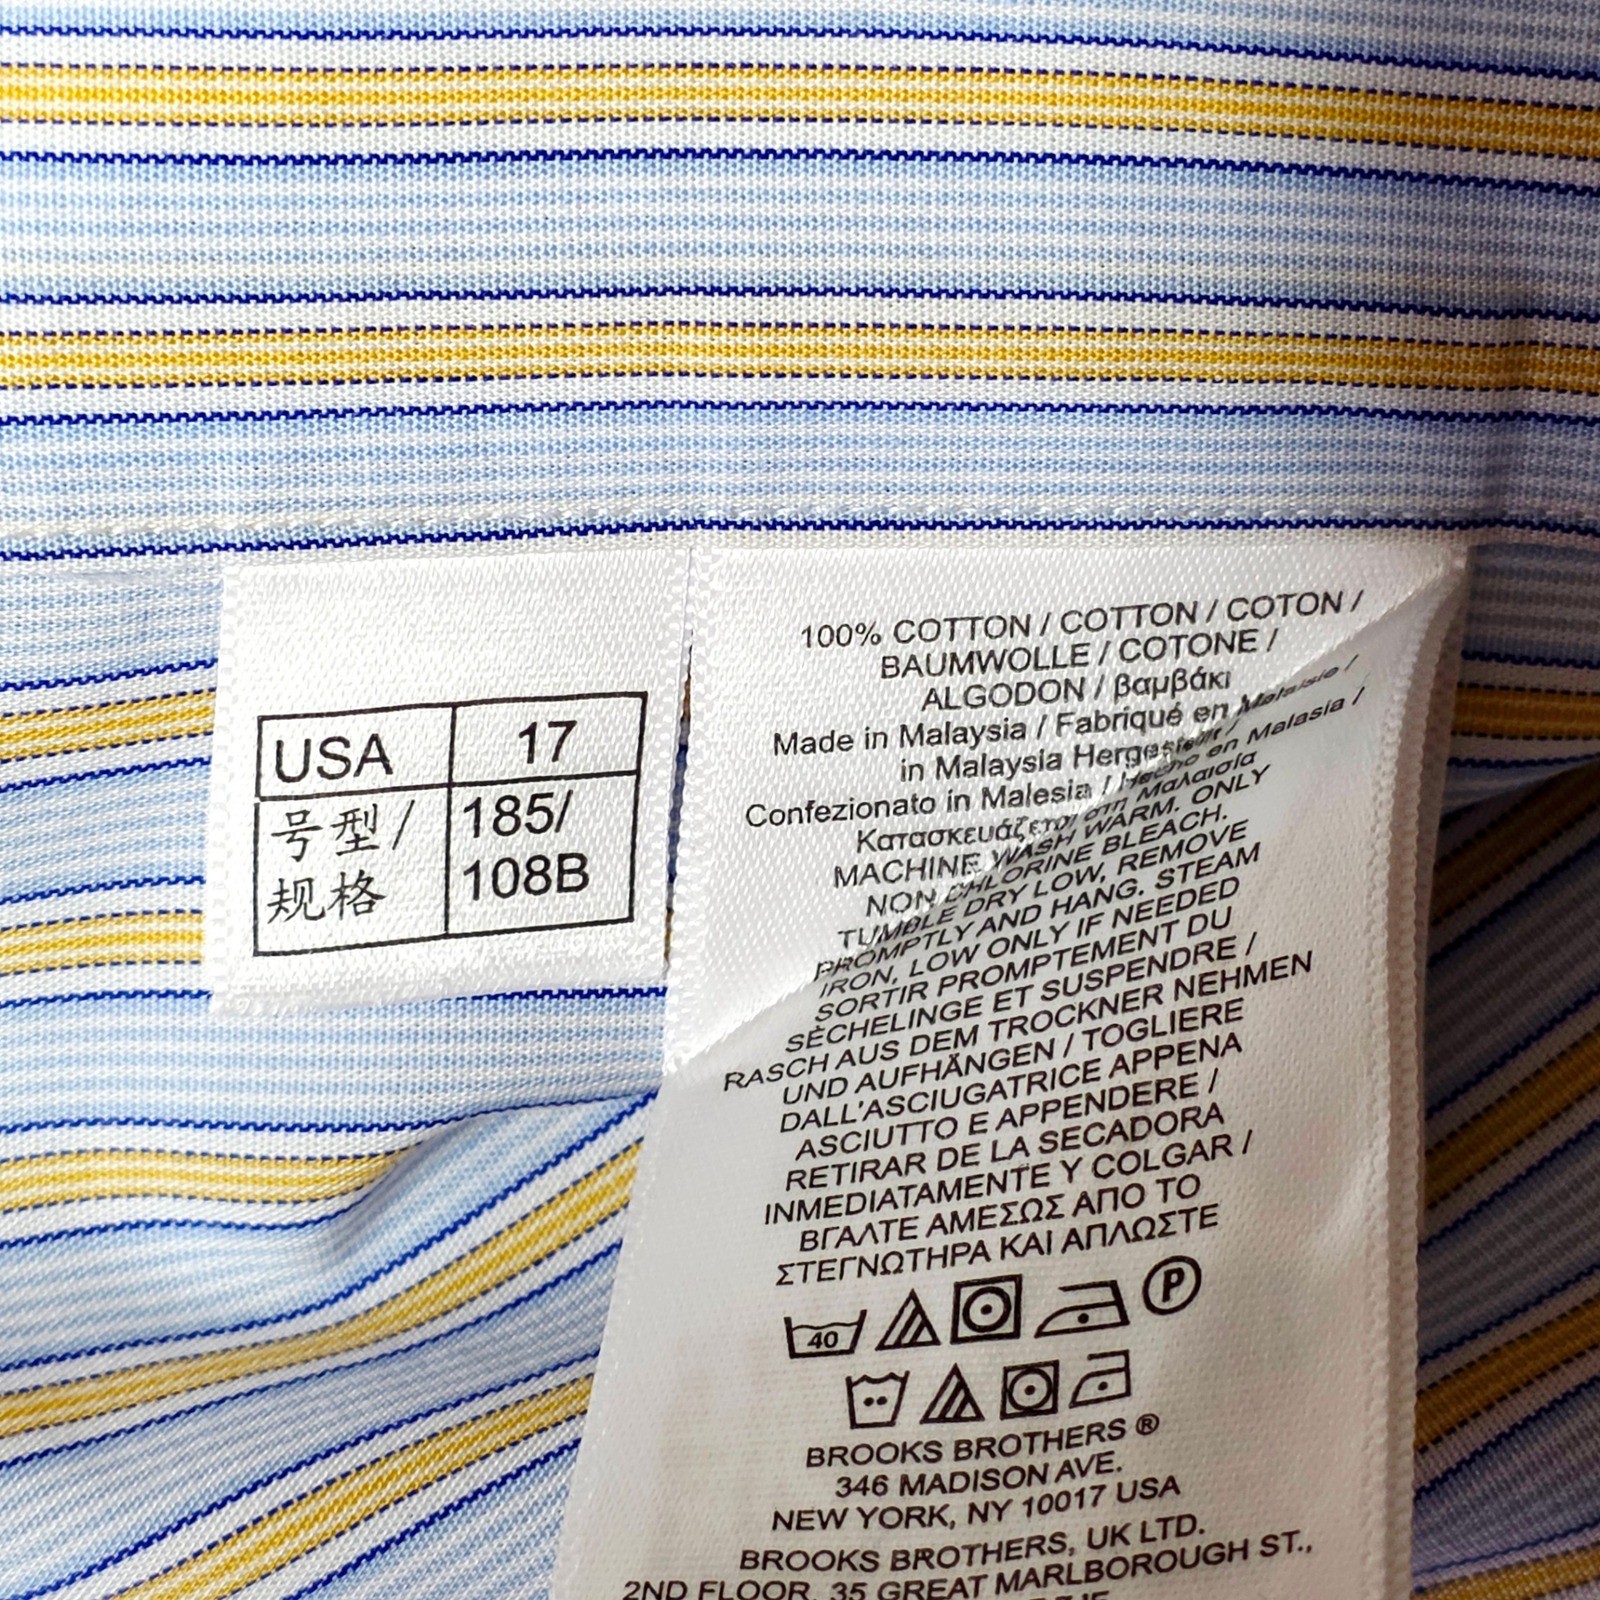 USA 17
号型/ 185/
规格 108B
100% COTTON / COTTON / COTON /
BAUMWOLLE / COTONE /
ALGODON / βαμβάκι
Made in Malaysia / Fabriqué en Malaisie /
in Malaysia Hergestellt /
Confezionato in Malesia / Hecho en Malasia /
Κατασκευάζεται στη Μαλαισία
MACHINE WASH WARM. ONLY
NON CHLORINE BLEACH.
TUMBLE DRY LOW, REMOVE
PROMPTLY AND HANG. STEAM
IRON, LOW ONLY IF NEEDED
SORTIR PROMPTEMENT DU
SÈCHELINGE ET SUSPENDRE /
RASCH AUS DEM TROCKNER NEHMEN
UND AUFHÄNGEN / TOGLIERE
DALL'ASCIUGATRICE APPENA
ASCIUTTO E APPENDERE /
RETIRAR DE LA SECADORA
INMEDIATAMENTE Y COLGAR /
ΒΓΑΛΤΕ ΑΜΕΣΩΣ ΑΠΟ ΤΟ
ΣΤΕΓΝΩΤΗΡΑ ΚΑΙ ΑΠΛΩΣΤΕ
40 P
BROOKS BROTHERS ®
346 MADISON AVE.
NEW YORK, NY 10017 USA
BROOKS BROTHERS, UK LTD.
2ND FLOOR, 35 GREAT MARLBOROUGH ST.,